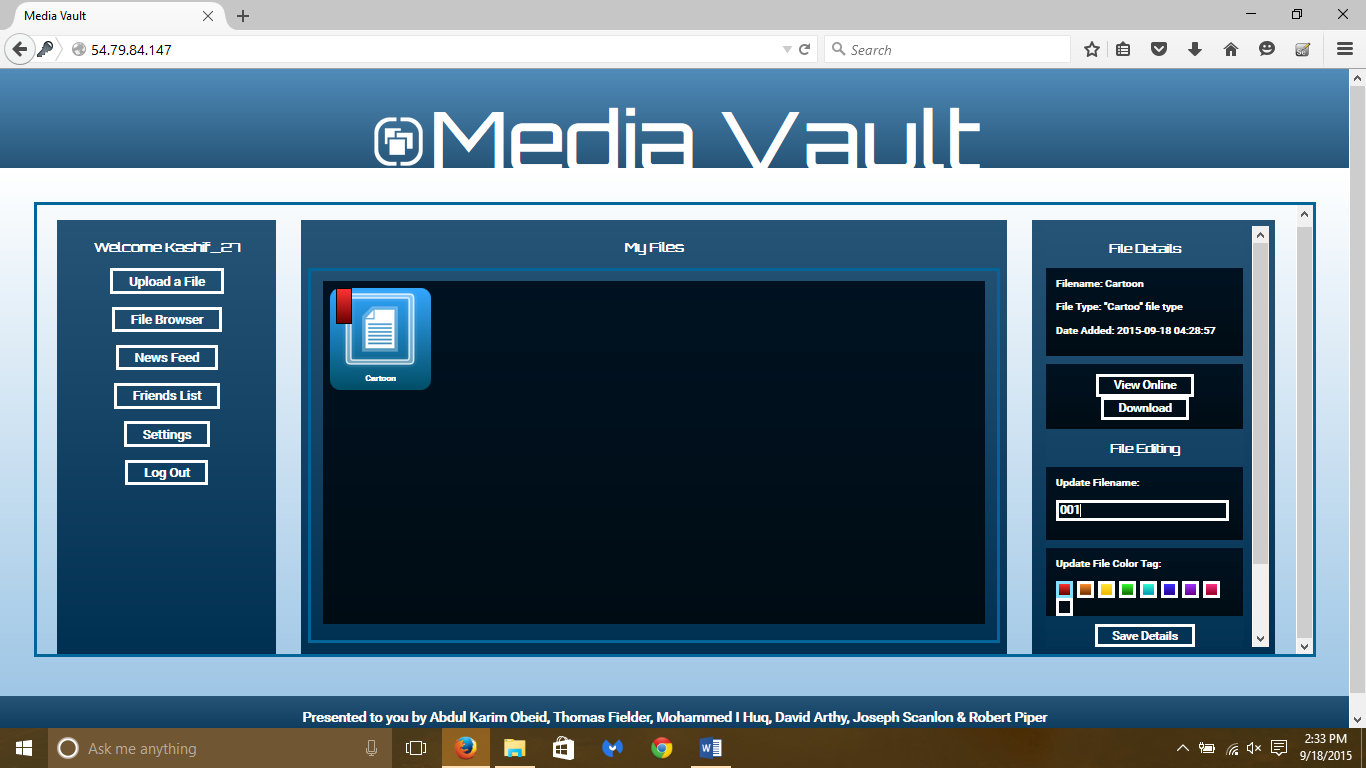 Media Vault
54.79.84.147
Search
Media Vault
Welcome Kashif_27
Upload a File
File Browser
News Feed
Friends List
Settings
Log Out
My Files
Cartoon
File Details
Filename: Cartoon
File Type: "Cartoo" file type
Date Added: 2015-09-18 04:28:57
View Online
Download
File Editing
Update Filename:
001
Update File Color Tag:
Save Details
Presented to you by Abdul Karim Obeid, Thomas Fielder, Mohammed I Huq, David Arthy, Joseph Scanlon & Robert Piper
Ask me anything
2:33 PM
9/18/2015